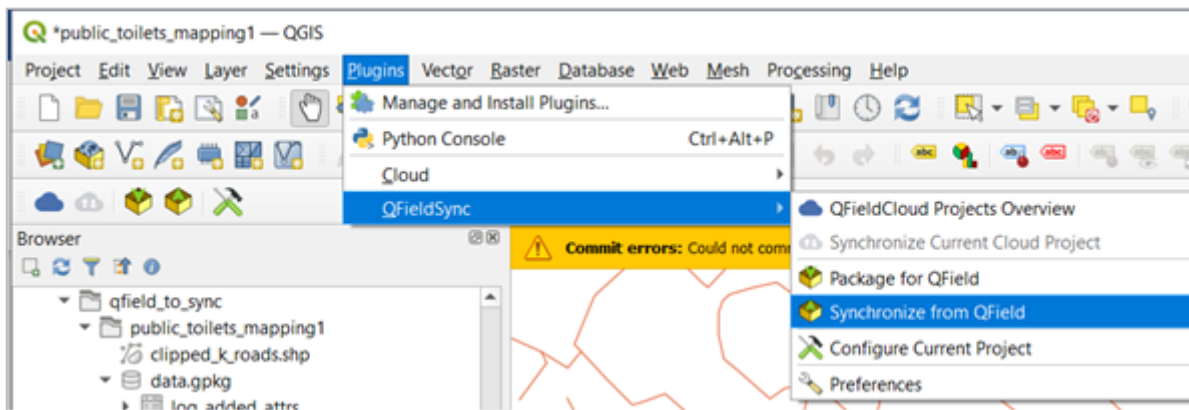 *public_toilets_mapping1 — QGIS
Project Edit View Layer Settings Plugins Vector Raster Database Web Mesh Processing Help
Manage and Install Plugins...
Python Console Ctrl+Alt+P
Cloud
QFieldSync
QFieldCloud Projects Overview
Synchronize Current Cloud Project
Package for QField
Synchronize from QField
Configure Current Project
Preferences
abc
abc
Browser
Commit errors: Could not
qfield_to_sync
public_toilets_mapping1
clipped_k_roads.shp
data.gpkg
log_added_attrs